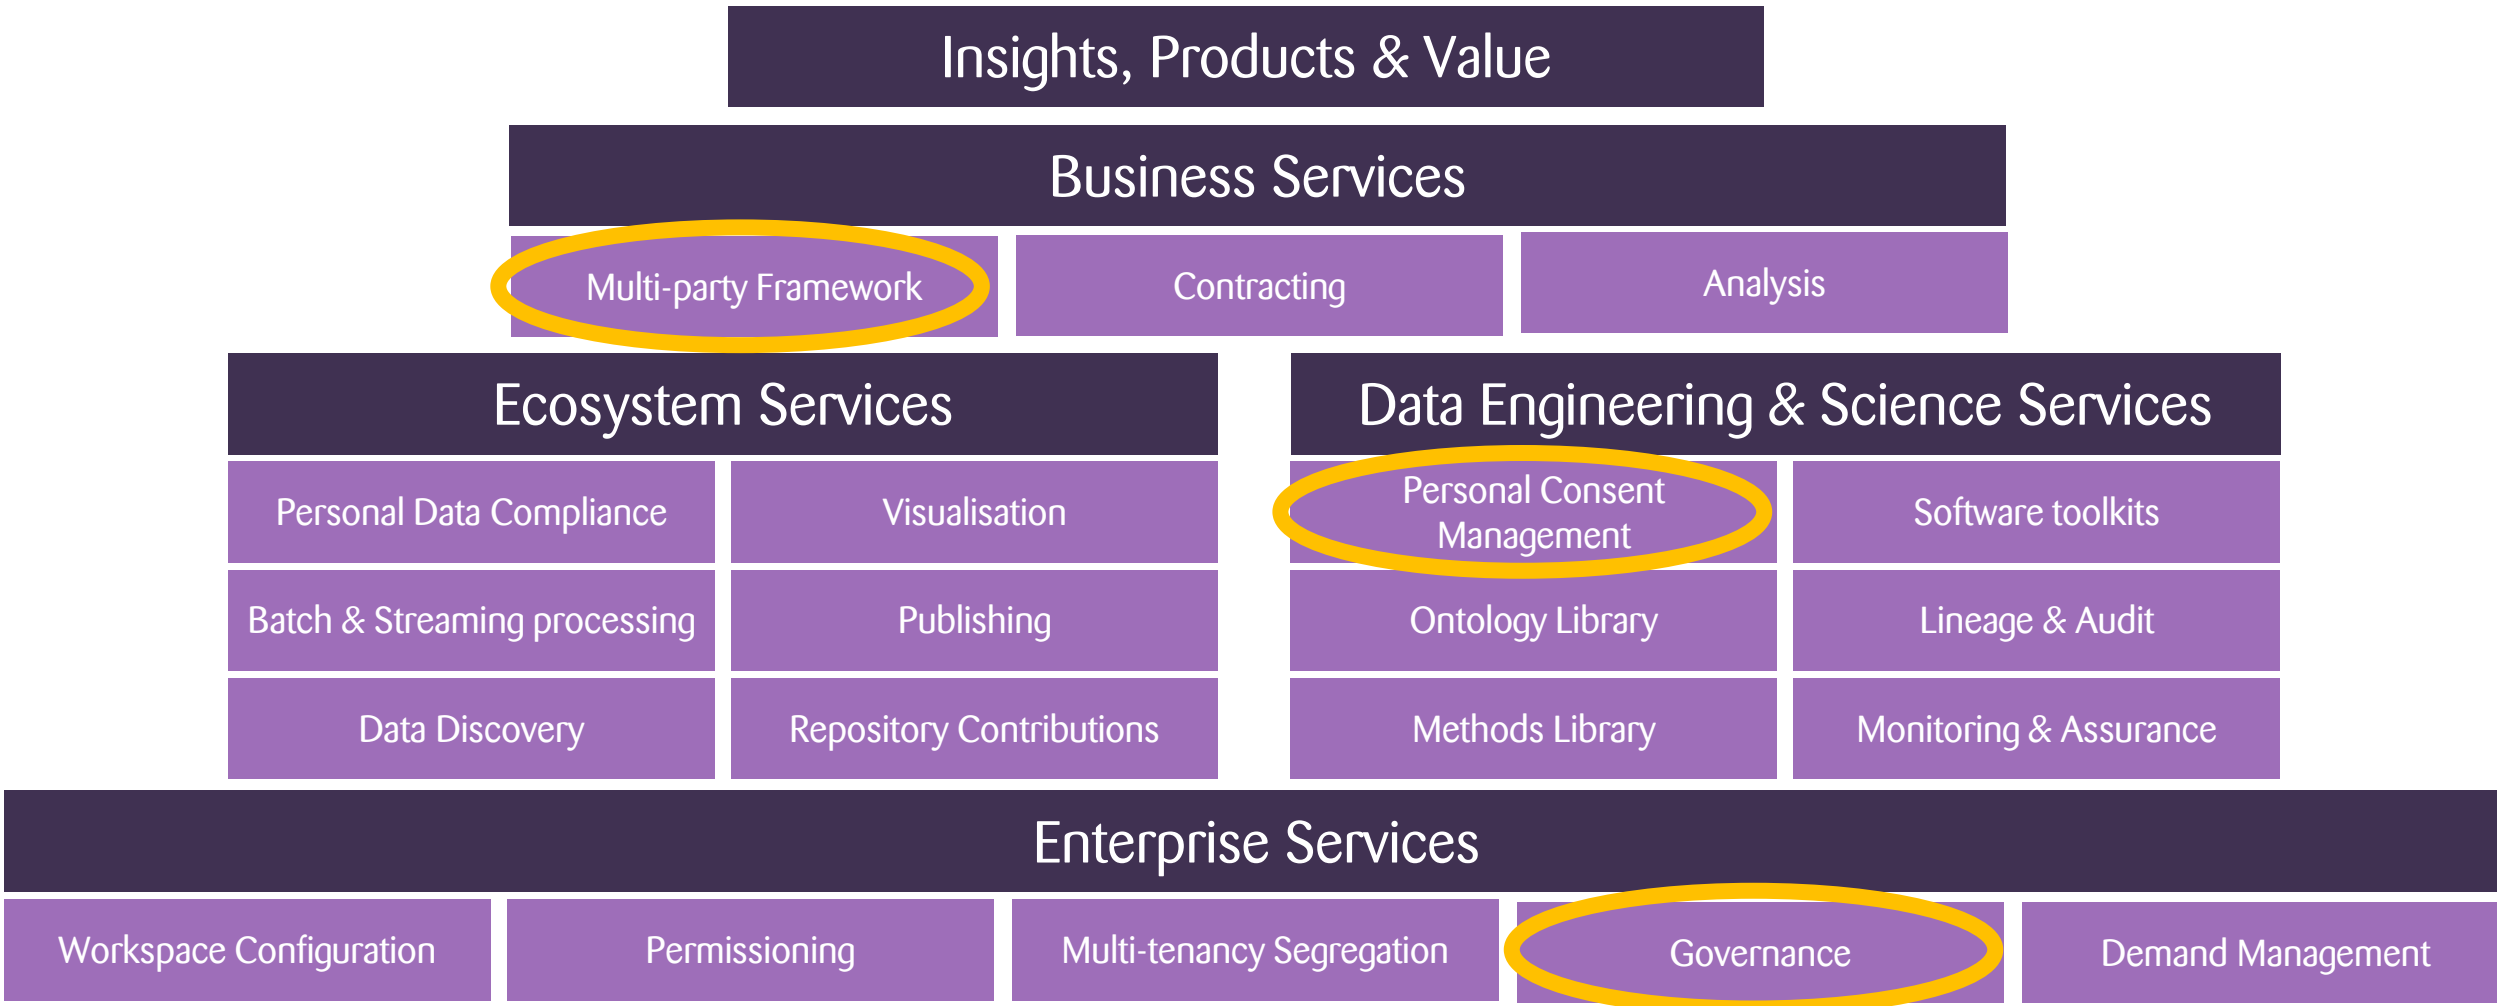 Insights, Products & Value
Business Services
Multi-party Framework
Contracting
Analysis
Ecosystem Services
Data Engineering & Science Services
Personal Data Compliance
Visualisation
Personal Consent
Management
Software toolkits
Batch & Streaming processing
Publishing
Ontology Library
Lineage & Audit
Data Discovery
Repository Contributions
Methods Library
Monitoring & Assurance
Enterprise Services
Workspace Configuration
Permissioning
Multi-tenancy Segregation
Governance
Demand Management